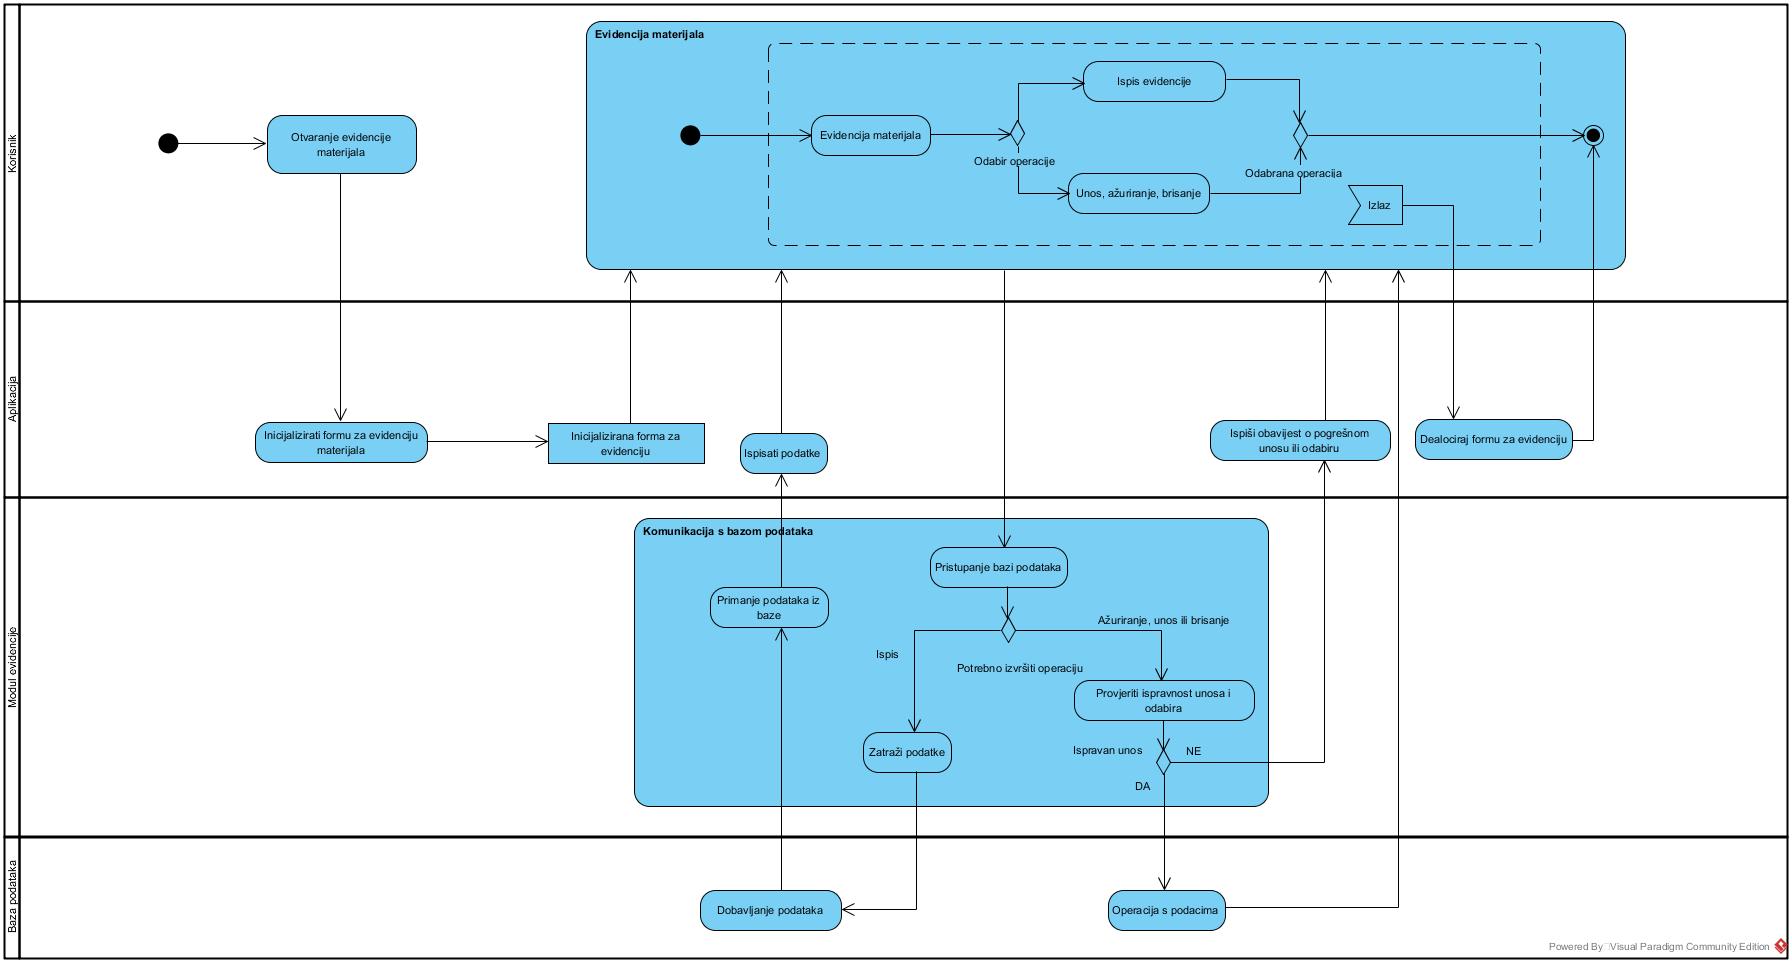 Korisnik
Evidencija materijala
Otvaranje evidencije
materijala
Ispis evidencije
Evidencija materijala
Odabir operacije
Unos, ažuriranje, brisanje
Odabrana operacija
Izlaz
Aplikacija
Inicijalizirati formu za evidenciju
materijala
Inicijalizirana forma za
evidenciju
Ispisati podatke
Ispiši obavijest o pogrešnom
unosu ili odabiru
Dealociraj formu za evidenciju
Modul evidencije
Komunikacija s bazom podataka
Pristupanje bazi podataka
Primanje podataka iz
baze
Ažuriranje, unos ili brisanje
Ispis
Potrebno izvršiti operaciju
Provjeriti ispravnost unosa i
odabira
Zatraži podatke
Ispravan unos
NE
DA
Baza podataka
Dobavljanje podataka
Operacija s podacima
Powered By Visual Paradigm Community Edition